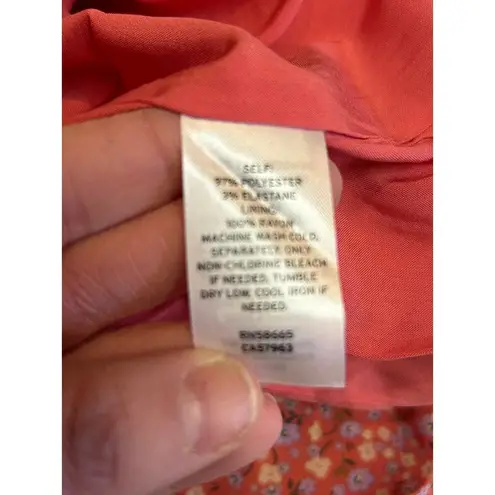 SELF:
97% POLYESTER
3% ELASTANE
LINING:
100% RAYON
MACHINE WASH COLD,
SEPARATELY. ONLY
NON-CHLORINE BLEACH
IF NEEDED. TUMBLE
DRY LOW. COOL IRON IF
NEEDED.
RN58665
CA57963